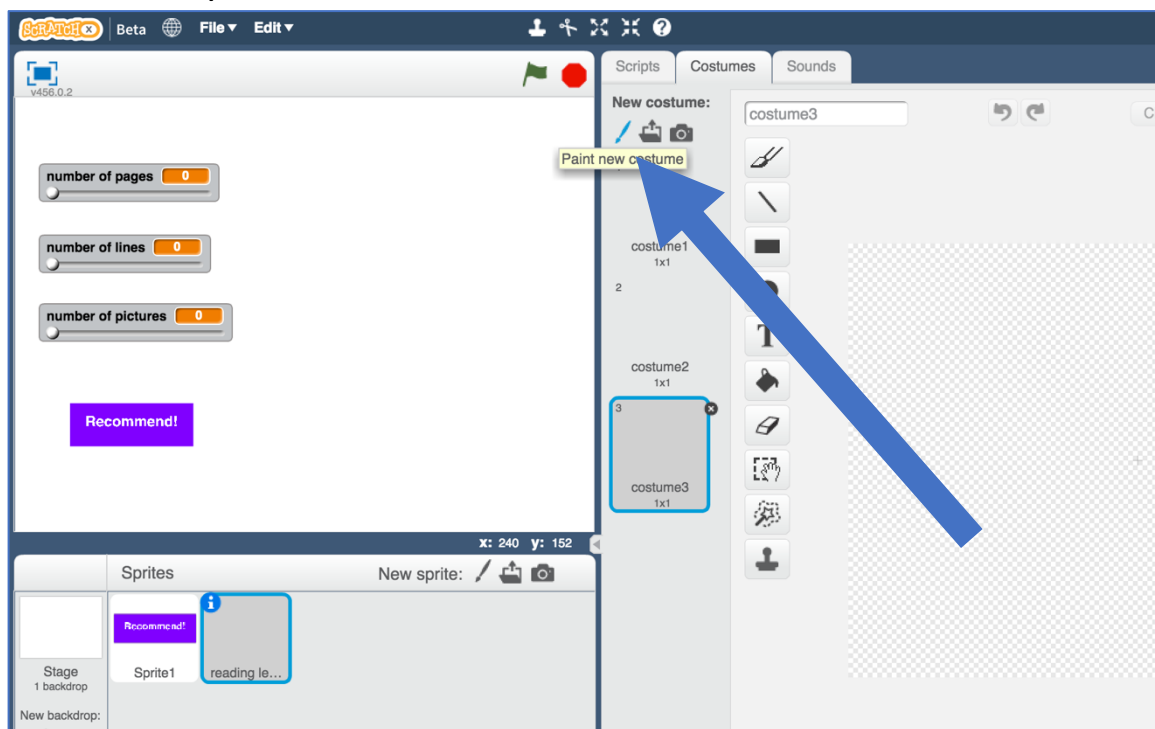 SCRATCH X Beta File Edit
v456.0.2
number of pages 0
number of lines 0
number of pictures 0
Recommend!
x: 240 y: 152
Sprites New sprite:
Recommend!
Stage
1 backdrop
Sprite1
reading le...
New backdrop:
Scripts Costumes Sounds
New costume:
Paint new costume
costume1
1x1
2
costume2
1x1
3
costume3
1x1
costume3
C
T